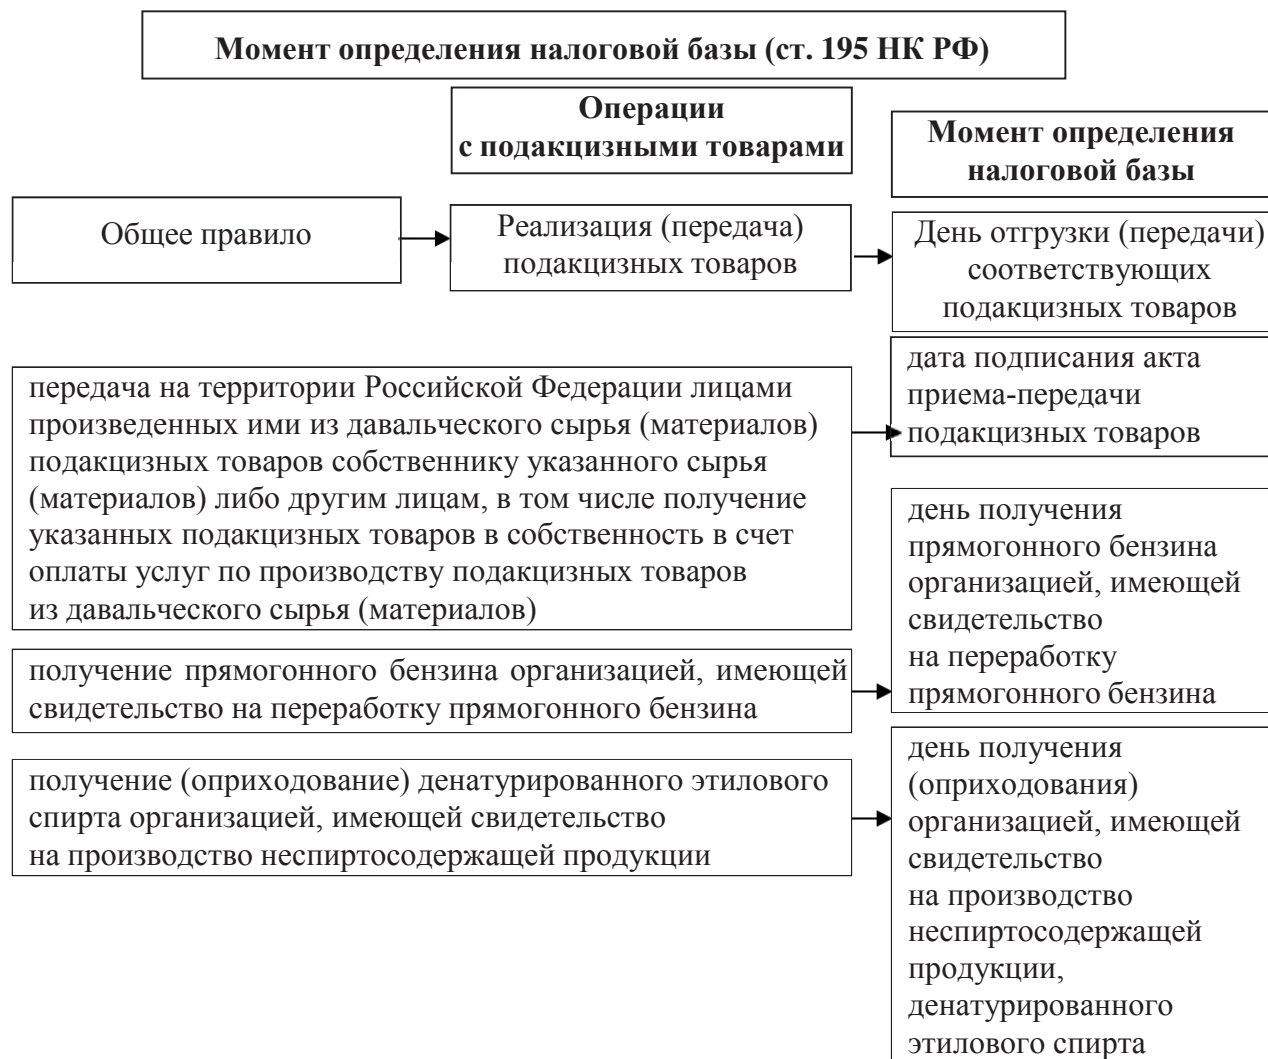 Момент определения налоговой базы (ст. 195 НК РФ)
Операции
с подакцизными товарами
Момент определения
налоговой базы
Общее правило
Реализация (передача)
подакцизных товаров
День отгрузки (передачи)
соответствующих
подакцизных товаров
передача на территории Российской Федерации лицами
произведенных ими из давальческого сырья (материалов)
подакцизных товаров собственнику указанного сырья
(материалов) либо другим лицам, в том числе получение
указанных подакцизных товаров в собственность в счет
оплаты услуг по производству подакцизных товаров
из давальческого сырья (материалов)
дата подписания акта
приема-передачи
подакцизных товаров
получение прямогонного бензина организацией, имеющей
свидетельство на переработку прямогонного бензина
день получения
прямогонного бензина
организацией, имеющей
свидетельство
на переработку
прямогонного бензина
получение (оприходование) денатурированного этилового
спирта организацией, имеющей свидетельство
на производство неспиртосодержащей продукции
день получения
(оприходования)
организацией, имеющей
свидетельство
на производство
неспиртосодержащей
продукции,
денатурированного
этилового спирта